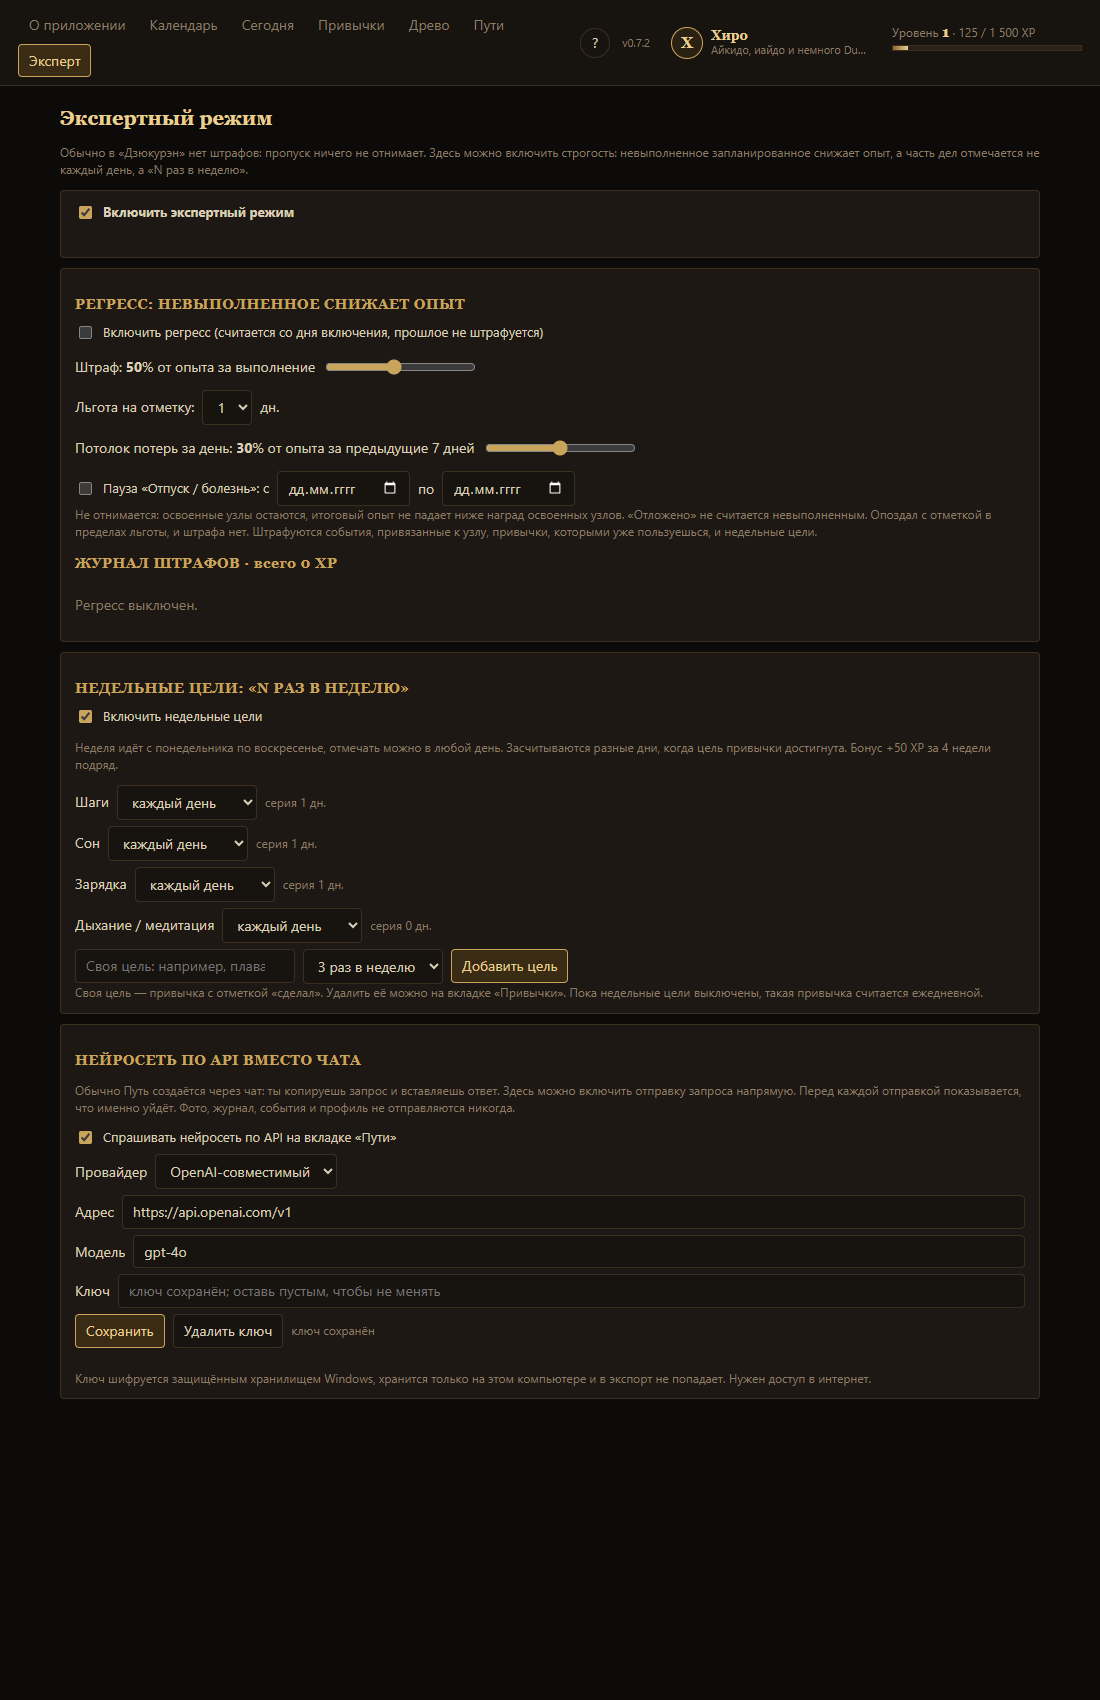 О приложении Календарь Сегодня Привычки Древо Пути
Эксперт
? v0.7.2
Х Хиро
Айкидо, иайдо и немного Du...
Уровень 1 · 125 / 1 500 XP
Экспертный режим
Обычно в «Дзюкурэн» нет штрафов: пропуск ничего не отнимает. Здесь можно включить строгость: невыполненное запланированное снижает опыт, а часть дел отмечается не
каждый день, а «N раз в неделю».
Включить экспертный режим
РЕГРЕСС: НЕВЫПОЛНЕННОЕ СНИЖАЕТ ОПЫТ
Включить регресс (считается со дня включения, прошлое не штрафуется)
Штраф: 50% от опыта за выполнение
Льгота на отметку: 1 дн.
Потолок потерь за день: 30% от опыта за предыдущие 7 дней
Пауза «Отпуск / болезнь»: с дд.мм.гггг по дд.мм.гггг
Не отнимается: освоенные узлы остаются, итоговый опыт не падает ниже наград освоенных узлов. «Отложено» не считается невыполненным. Опоздал с отметкой в
пределах льготы, и штрафа нет. Штрафуются события, привязанные к узлу, привычки, которыми уже пользуешься, и недельные цели.
ЖУРНАЛ ШТРАФОВ · всего 0 XP
Регресс выключен.
НЕДЕЛЬНЫЕ ЦЕЛИ: «N РАЗ В НЕДЕЛЮ»
Включить недельные цели
Неделя идёт с понедельника по воскресенье, отмечать можно в любой день. Засчитываются разные дни, когда цель привычки достигнута. Бонус +50 XP за 4 недели
подряд.
Шаги каждый день серия 1 дн.
Сон каждый день серия 1 дн.
Зарядка каждый день серия 1 дн.
Дыхание / медитация каждый день серия 0 дн.
Своя цель: например, плава 3 раз в неделю Добавить цель
Своя цель — привычка с отметкой «сделал». Удалить её можно на вкладке «Привычки». Пока недельные цели выключены, такая привычка считается ежедневной.
НЕЙРОСЕТЬ ПО API ВМЕСТО ЧАТА
Обычно Путь создаётся через чат: ты копируешь запрос и вставляешь ответ. Здесь можно включить отправку запроса напрямую. Перед каждой отправкой показывается,
что именно уйдёт. Фото, журнал, события и профиль не отправляются никогда.
Спрашивать нейросеть по API на вкладке «Пути»
Провайдер OpenAI-совместимый
Адрес https://api.openai.com/v1
Модель gpt-4o
Ключ ключ сохранён; оставь пустым, чтобы не менять
Сохранить Удалить ключ ключ сохранён
Ключ шифруется защищённым хранилищем Windows, хранится только на этом компьютере и в экспорт не попадает. Нужен доступ в интернет.